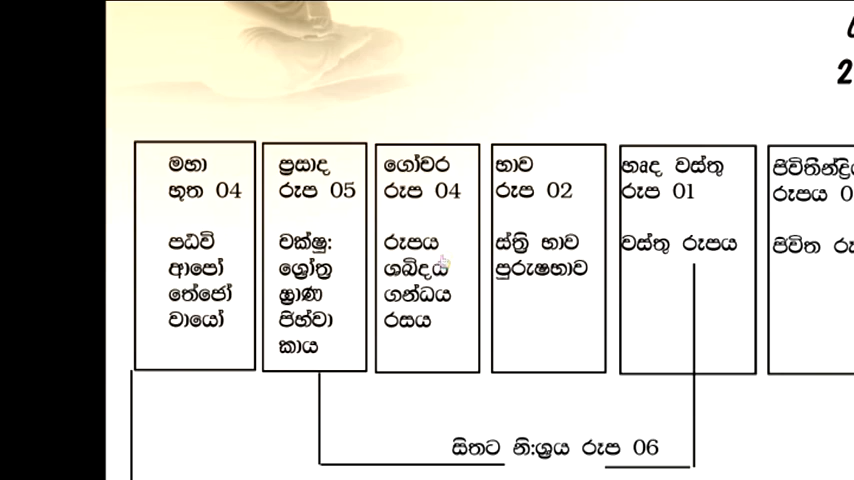 මහා
භූත 04
පඨවි
ආපෝ
තේජෝ
වායෝ
ප්‍රසාද
රූප 05
චක්ෂු:
ශ්‍රෝත්‍ර
ඝ්‍රාණ
ජිහ්වා
කාය
ගෝචර
රූප 04
රූපය
ශබ්දය
ගන්ධය
රසය
භාව
රූප 02
ස්ත්‍රි භාව
පුරුෂභාව
හෘද වස්තු
රූප 01
වස්තු රූපය
රූපය
ජිවිත
සිතට නි:ශ්‍රය රූප 06